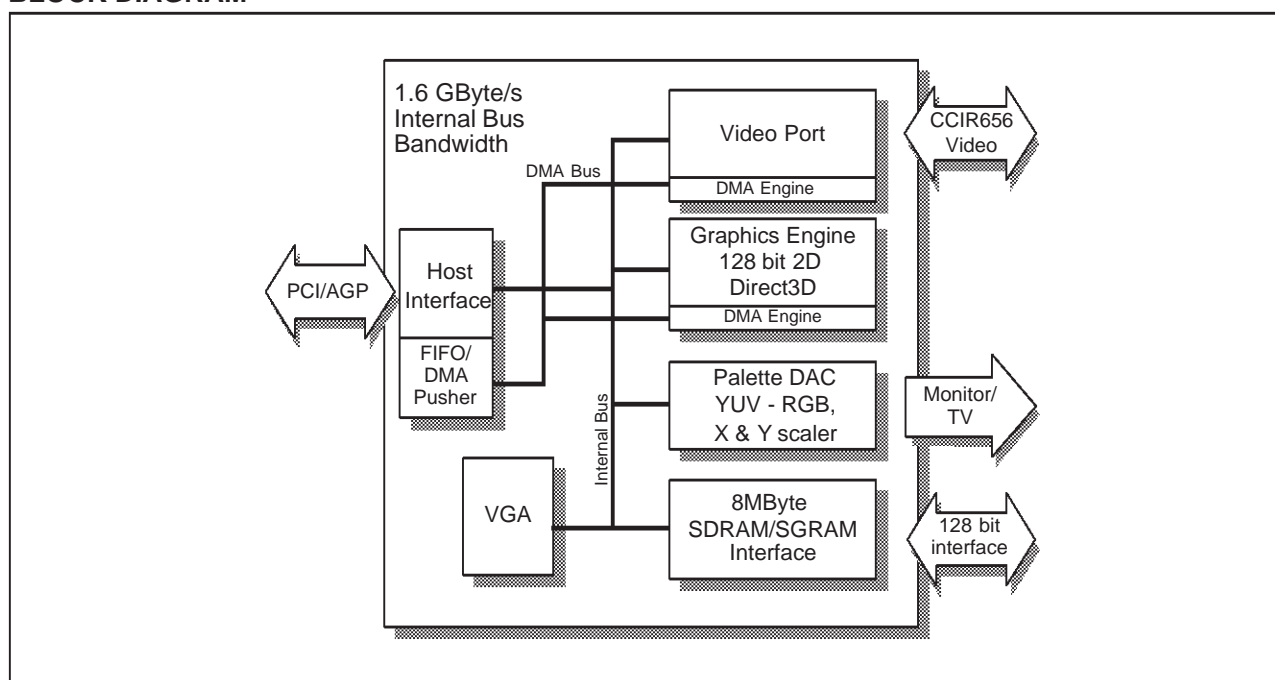 BLOCK DIAGRAM
1.6 GByte/s
Internal Bus
Bandwidth
DMA Bus
Video Port
DMA Engine
CCIR656
Video
PCI/AGP
Host
Interface
FIFO/
DMA
Pusher
Graphics Engine
128 bit 2D
Direct3D
DMA Engine
Internal Bus
Palette DAC
YUV - RGB,
X & Y scaler
Monitor/
TV
VGA
8MByte
SDRAM/SGRAM
Interface
128 bit
interface